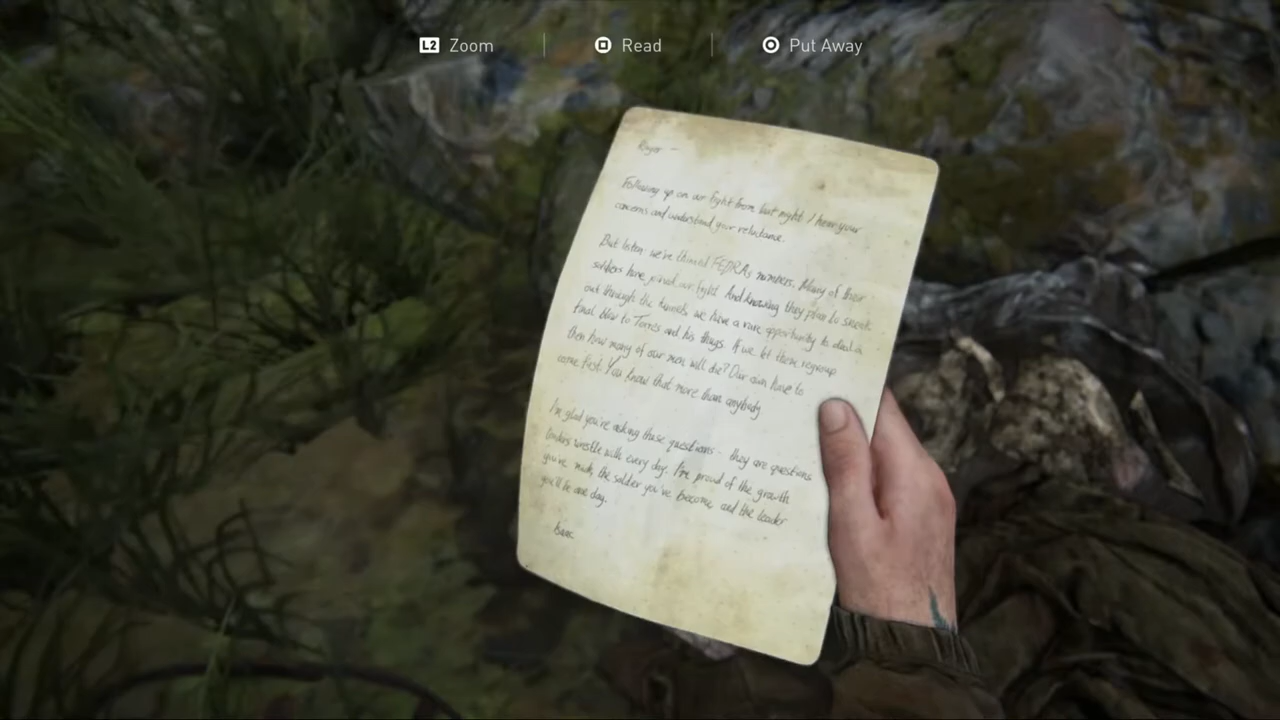 L2 Zoom
Read
Put Away
Following up on our fight from last night. I hear your
concerns and understand your reluctance.
But listen: we've thinned FEDRAs numbers. Many of their
soldiers have joined our fight. And knowing they plan to sneak
out through the tunnels we have a rare opportunity to deal a
final blow to Torres and his thugs. If we let them regroup
then how many of our men will die? Our own have to
come first. You know that more than anybody
I'm glad you're asking these questions - they are questions
leaders wrestle with every day. I'm proud of the growth
you've made, the soldier you've become and the leader
you'll be one day.
Isaac